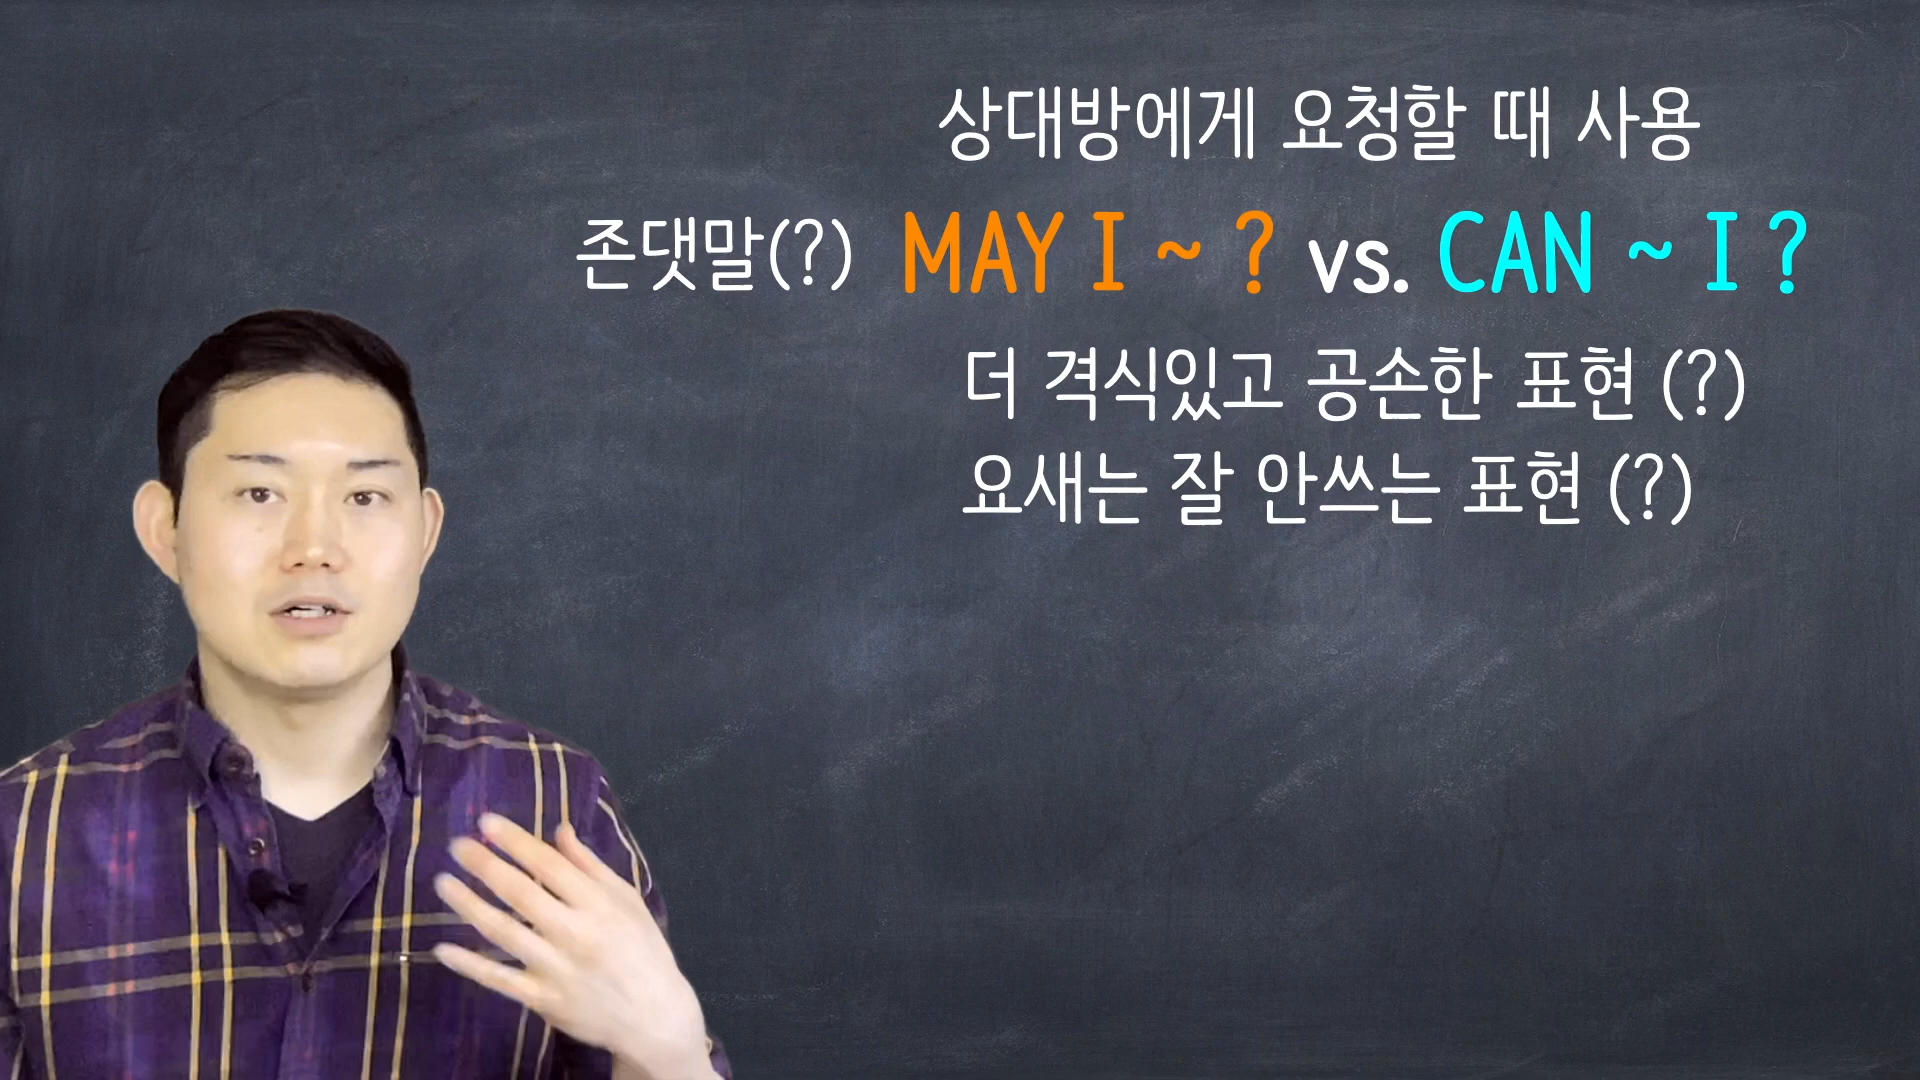 상대방에게 요청할 때 사용
존댓말(?) MAY I ~ ? vs. CAN ~ I ?
더 격식있고 공손한 표현 (?)
요새는 잘 안쓰는 표현 (?)